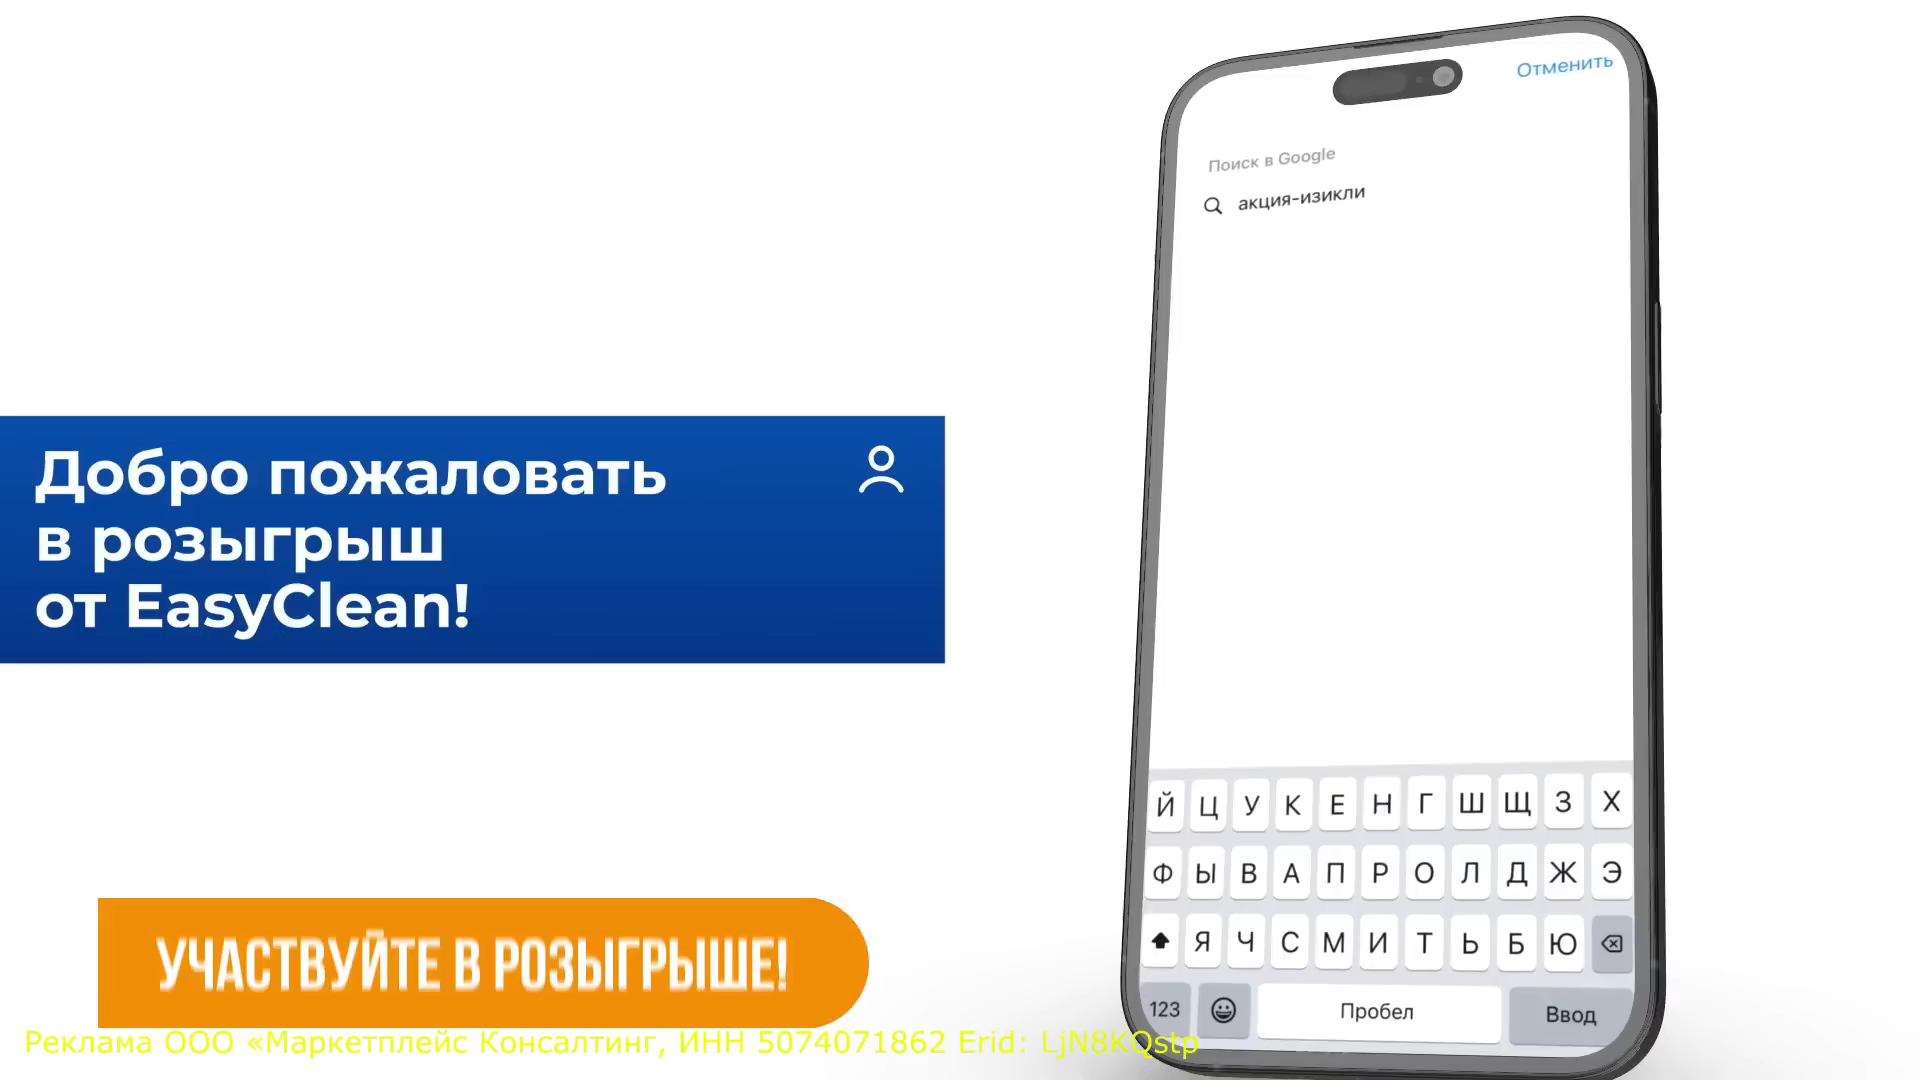 Отменить
Поиск в Google
акция-изикли
Добро пожаловать
в розыгрыш
от EasyClean!
Й Ц У К Е Н Г Ш Щ З Х
Ф Ы В А П Р О Л Д Ж Э
Я Ч С М И Т Ь Б Ю
123 Пробел Ввод
УЧАСТВУЙТЕ В РОЗЫГРЫШЕ!
Реклама ООО «Маркетплейс Консалтинг, ИНН 5074071862 Erid: LjN8KQstp